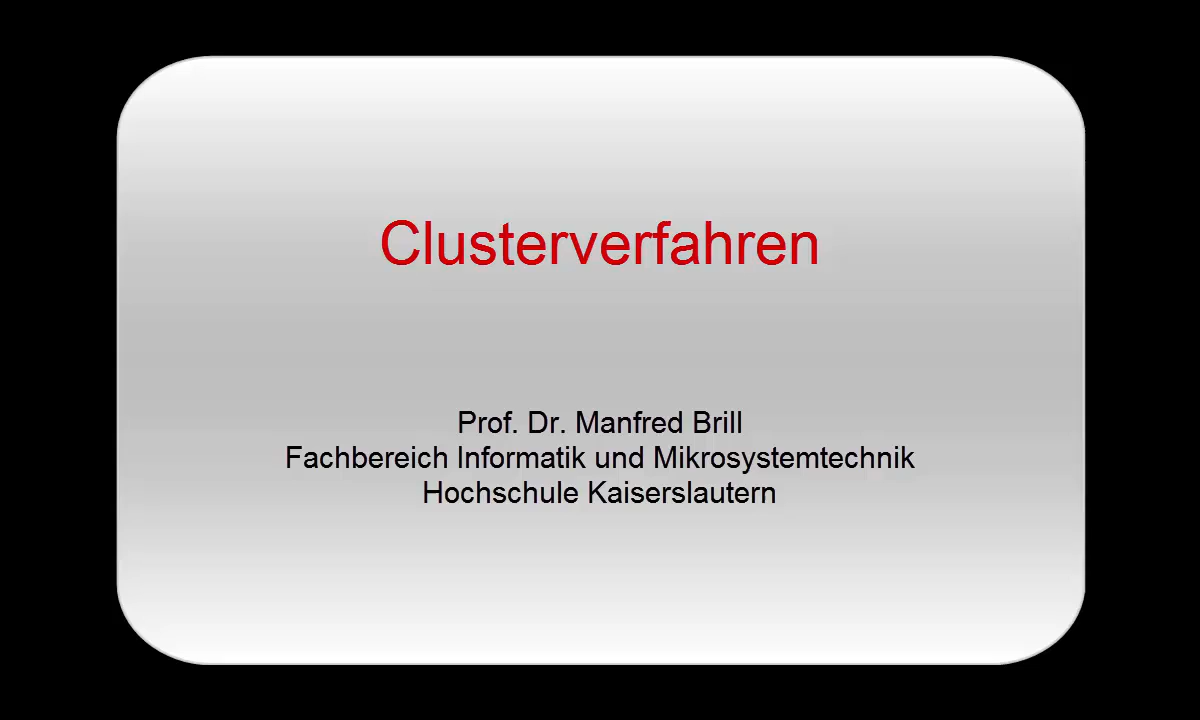 Clusterverfahren
Prof. Dr. Manfred Brill
Fachbereich Informatik und Mikrosystemtechnik
Hochschule Kaiserslautern